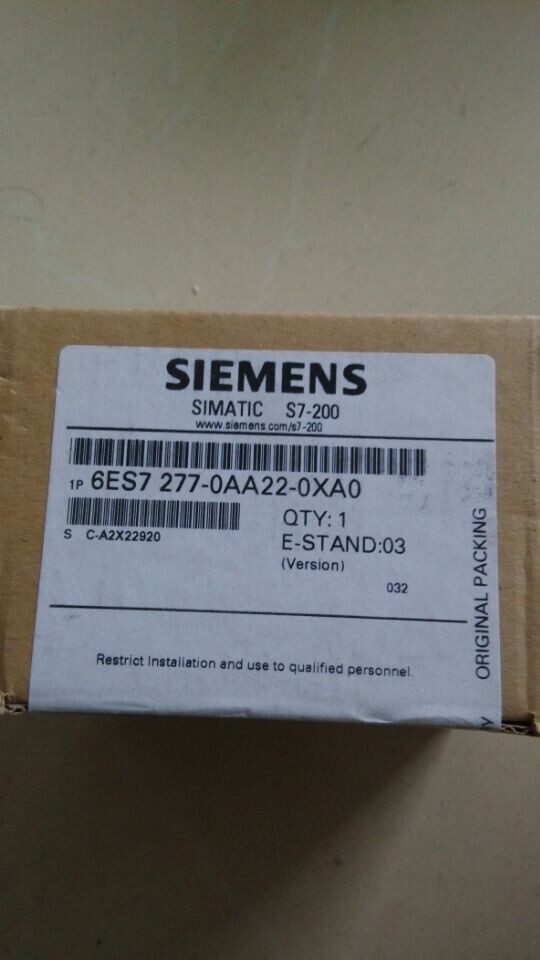 SIEMENS
SIMATIC S7-200
www.siemens.com/s7-200
1P 6ES7 277-0AA22-0XA0
S C-A2X22920
QTY: 1
E-STAND:03
(Version)
032
Restrict Installation and use to qualified personnel.
ORIGINAL PACKING